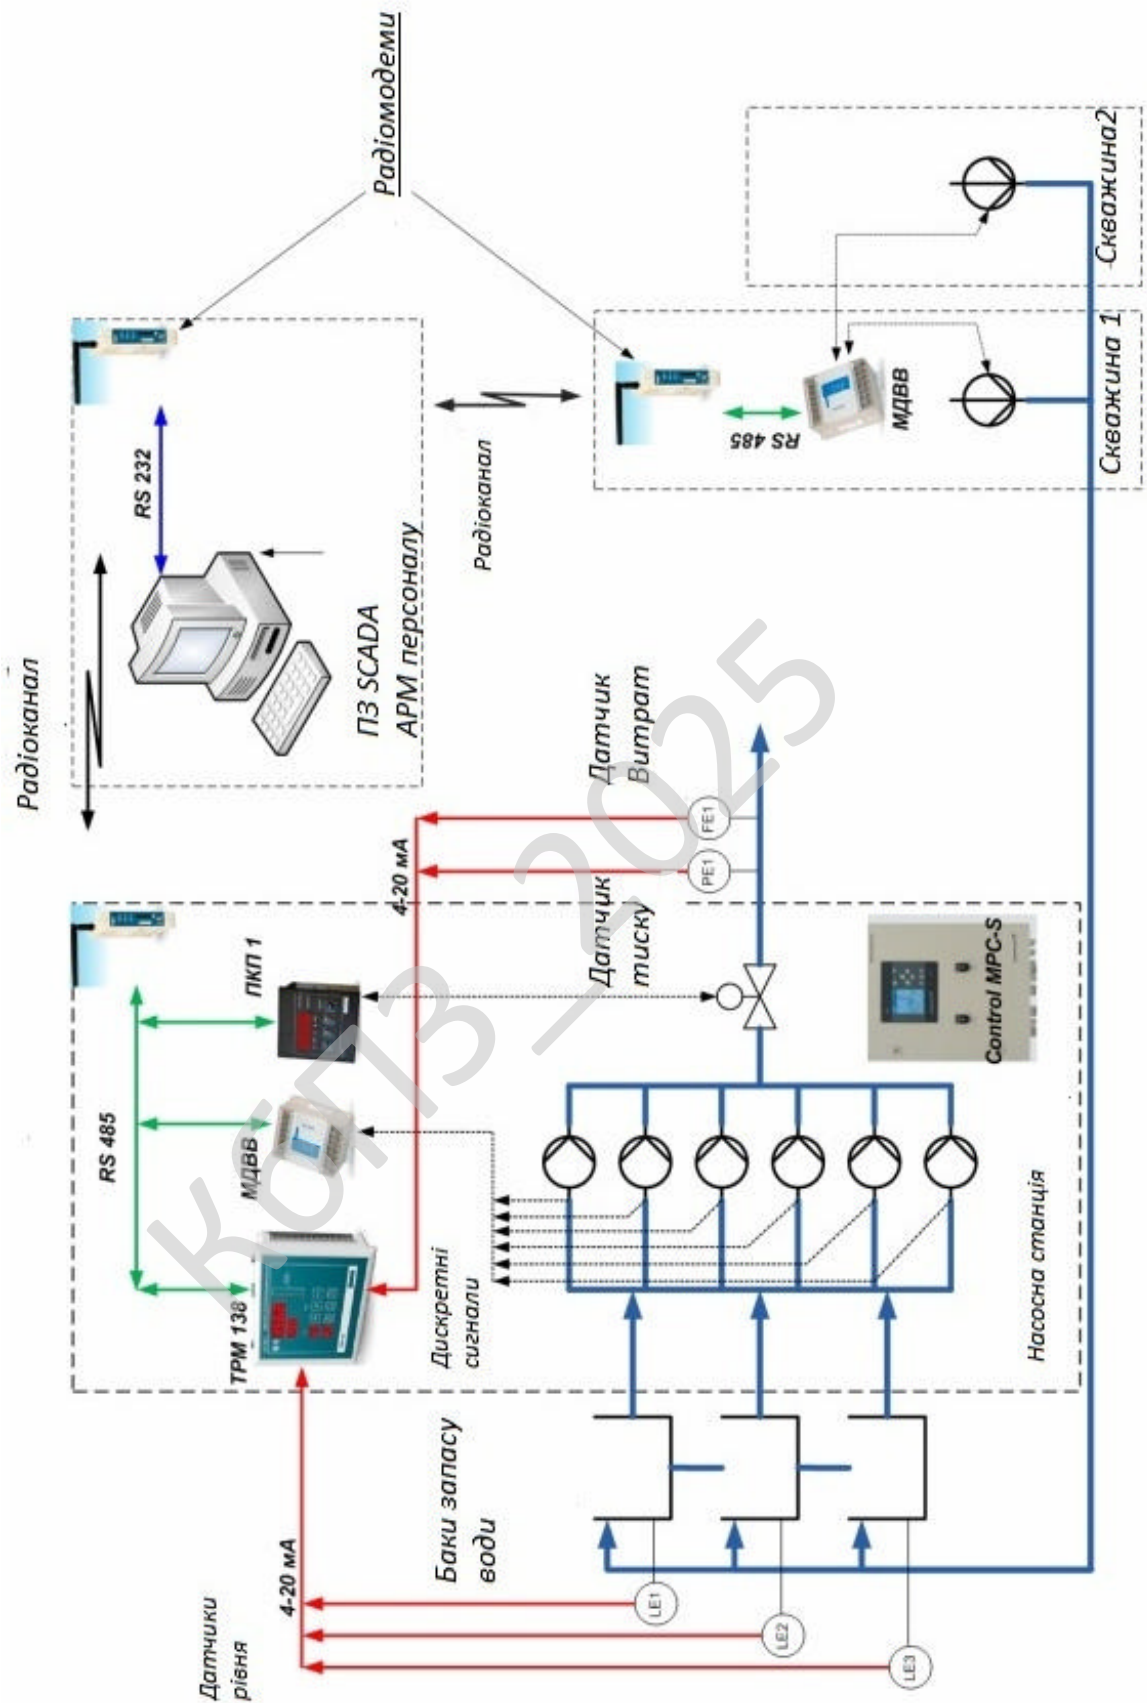 Датчики
рівня
4-20 мА
Баки запасу
води
LE1
LE2
LE3
ТРМ 138
МДВВ
ПКП 1
RS 485
Дискретні
сигнали
4-20 мА
Датчик
тиску
Датчик
Витрат
PE1
FE1
Control MPC-S
Насосна станція
Радіоканал
RS 232
ПЗ SCADA
АРМ персоналу
Радіоканал
Радіомодеми
RS 485
МДВВ
Скважина 1
Скважина2
КбПЗ_2025